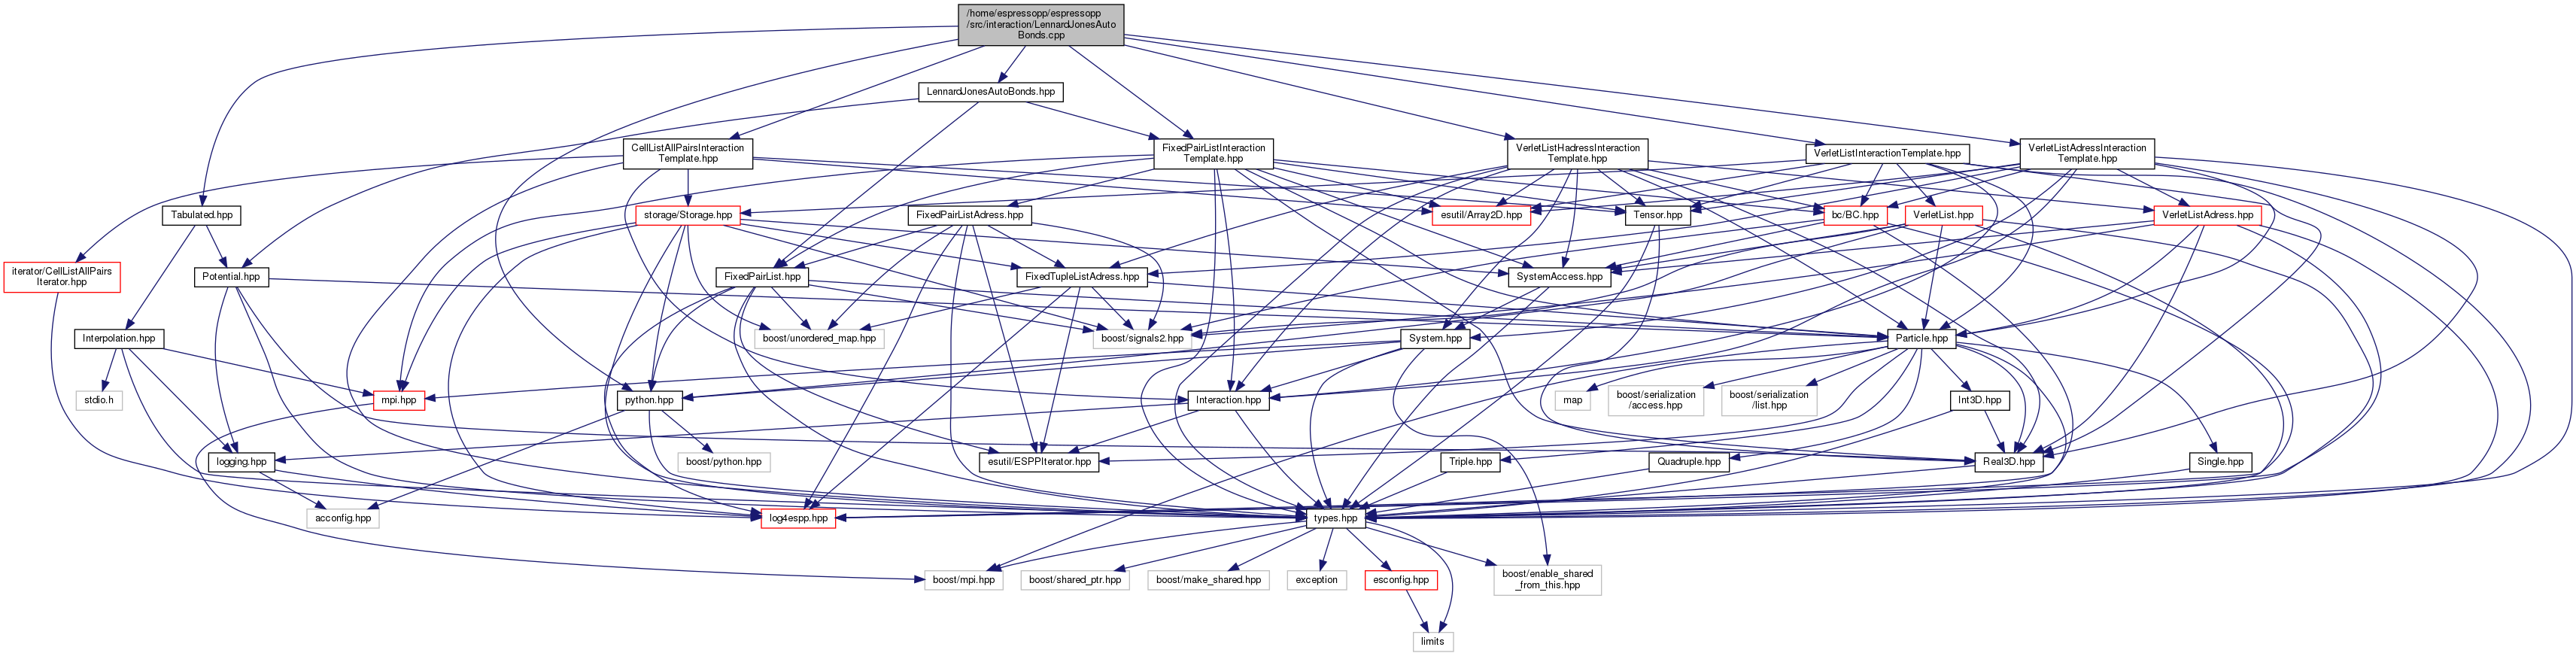 /home/espressopp/espressopp
/src/interaction/LennardJonesAuto
Bonds.cpp
LennardJonesAutoBonds.hpp
CellListAllPairsInteraction
Template.hpp
FixedPairListInteraction
Template.hpp
VerletListHadressInteraction
Template.hpp
VerletListInteractionTemplate.hpp
VerletListAdressInteraction
Template.hpp
Tabulated.hpp
storage/Storage.hpp
FixedPairListAdress.hpp
esutil/Array2D.hpp
Tensor.hpp
bc/BC.hpp
VerletList.hpp
VerletListAdress.hpp
iterator/CellListAllPairs
Iterator.hpp
Potential.hpp
FixedPairList.hpp
FixedTupleListAdress.hpp
SystemAccess.hpp
Interpolation.hpp
boost/unordered_map.hpp
boost/signals2.hpp
System.hpp
Particle.hpp
stdio.h
mpi.hpp
python.hpp
Interaction.hpp
map
boost/serialization
/access.hpp
boost/serialization
/list.hpp
Int3D.hpp
logging.hpp
boost/python.hpp
esutil/ESPPIterator.hpp
Triple.hpp
Quadruple.hpp
Real3D.hpp
Single.hpp
acconfig.hpp
log4espp.hpp
types.hpp
boost/mpi.hpp
boost/shared_ptr.hpp
boost/make_shared.hpp
exception
esconfig.hpp
boost/enable_shared
_from_this.hpp
limits